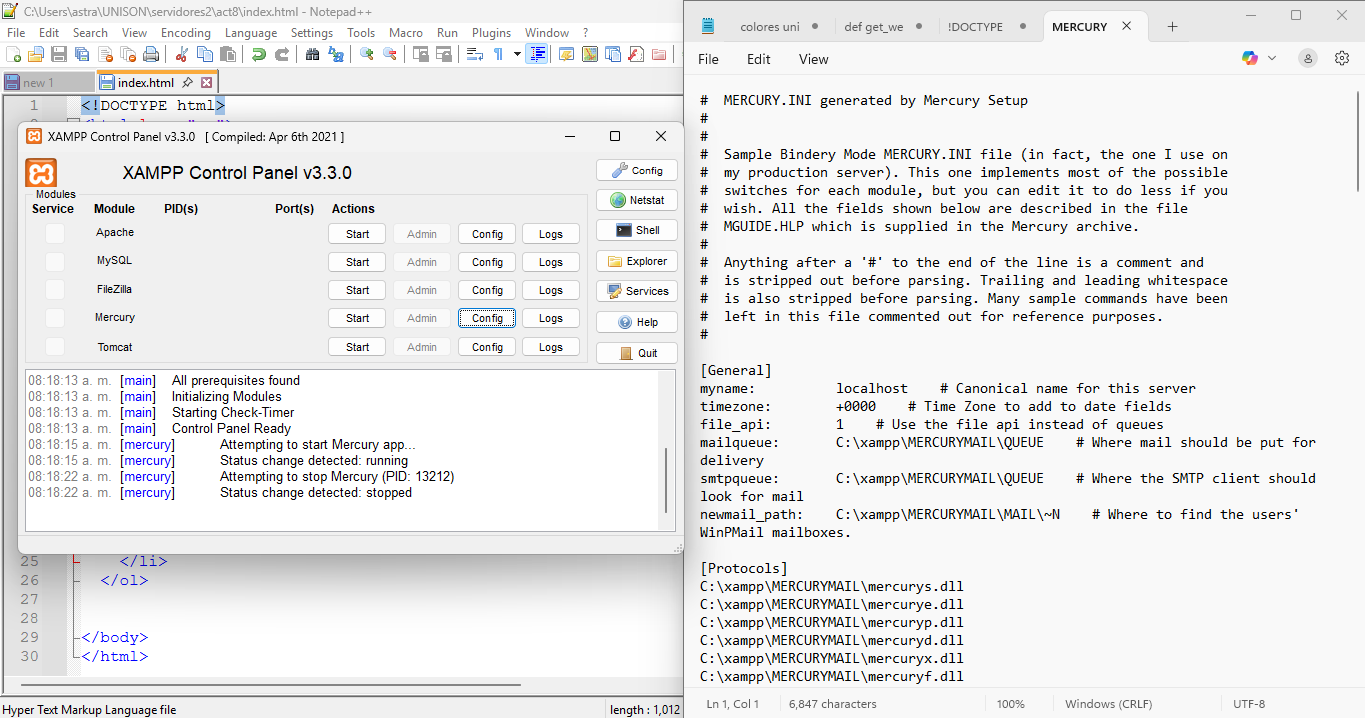 C:\Users\astra\UNISON\servidores2\act8\index.html - Notepad++
File Edit Search View Encoding Language Settings Tools Macro Run Plugins Window ?
new 1 index.html
1 <!DOCTYPE html>
XAMPP Control Panel v3.3.0 [ Compiled: Apr 6th 2021 ]
XAMPP Control Panel v3.3.0
Config
Modules
Service Module PID(s) Port(s) Actions
Netstat
Apache Start Admin Config Logs
Shell
MySQL Start Admin Config Logs
Explorer
FileZilla Start Admin Config Logs
Services
Mercury Start Admin Config Logs
Help
Tomcat Start Admin Config Logs
Quit
08:18:13 a. m. [main] All prerequisites found
08:18:13 a. m. [main] Initializing Modules
08:18:13 a. m. [main] Starting Check-Timer
08:18:13 a. m. [main] Control Panel Ready
08:18:15 a. m. [mercury] Attempting to start Mercury app...
08:18:15 a. m. [mercury] Status change detected: running
08:18:22 a. m. [mercury] Attempting to stop Mercury (PID: 13212)
08:18:22 a. m. [mercury] Status change detected: stopped
25 </li>
26 </ol>
27
28
29 </body>
30 </html>
Hyper Text Markup Language file length : 1,012
colores uni def get_we !DOCTYPE MERCURY
File Edit View
# MERCURY.INI generated by Mercury Setup
#
#
# Sample Bindery Mode MERCURY.INI file (in fact, the one I use on
# my production server). This one implements most of the possible
# switches for each module, but you can edit it to do less if you
# wish. All the fields shown below are described in the file
# MGUIDE.HLP which is supplied in the Mercury archive.
#
# Anything after a '#' to the end of the line is a comment and
# is stripped out before parsing. Trailing and leading whitespace
# is also stripped before parsing. Many sample commands have been
# left in this file commented out for reference purposes.
#
[General]
myname: localhost # Canonical name for this server
timezone: +0000 # Time Zone to add to date fields
file_api: 1 # Use the file api instead of queues
mailqueue: C:\xampp\MERCURYMAIL\QUEUE # Where mail should be put for
delivery
smtpqueue: C:\xampp\MERCURYMAIL\QUEUE # Where the SMTP client should
look for mail
newmail_path: C:\xampp\MERCURYMAIL\MAIL\~N # Where to find the users'
WinPMail mailboxes.
[Protocols]
C:\xampp\MERCURYMAIL\mercurys.dll
C:\xampp\MERCURYMAIL\mercurye.dll
C:\xampp\MERCURYMAIL\mercuryp.dll
C:\xampp\MERCURYMAIL\mercuryd.dll
C:\xampp\MERCURYMAIL\mercuryx.dll
C:\xampp\MERCURYMAIL\mercuryf.dll
Ln 1, Col 1 6,847 characters 100% Windows (CRLF) UTF-8